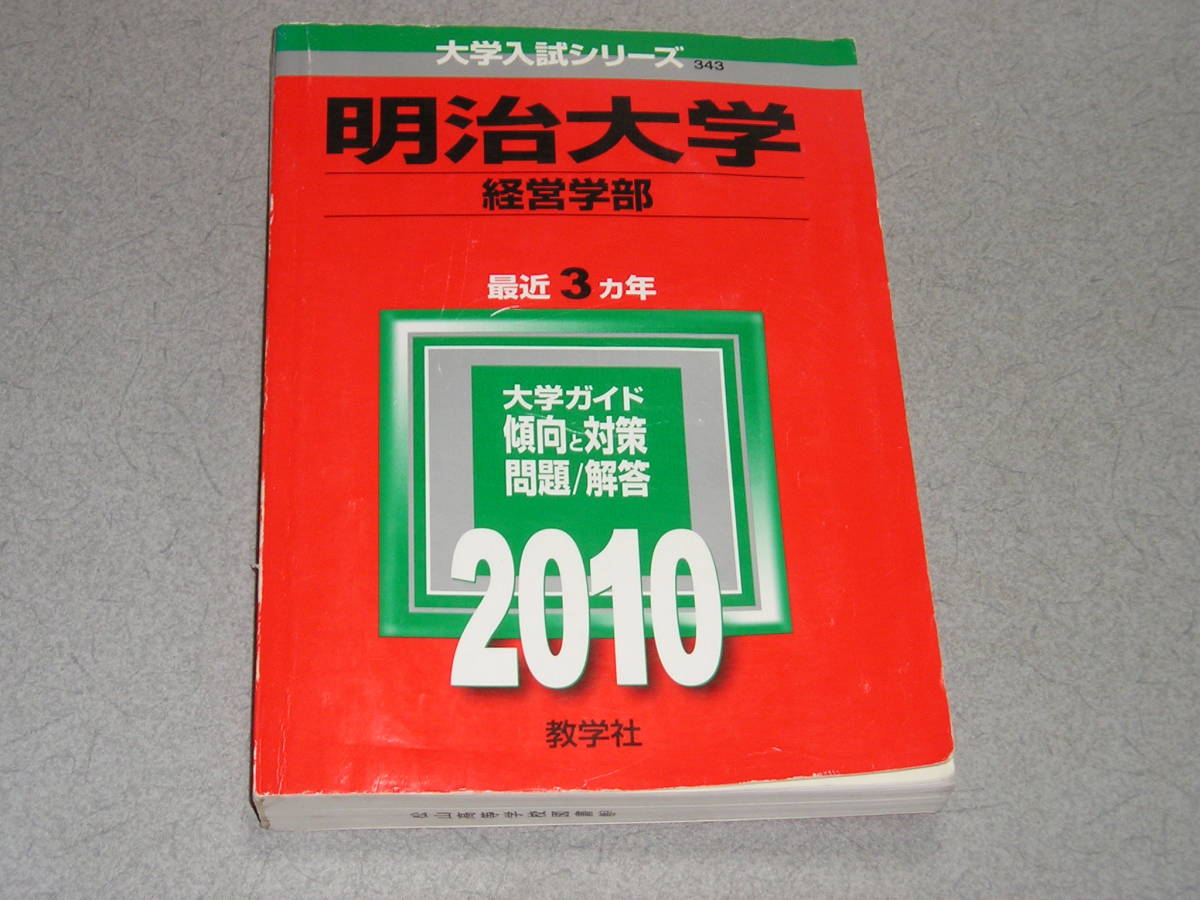 大学入試シリーズ 343
明治大学
経営学部
最近3ヵ年
大学ガイド
傾向と対策
問題/解答
2010
教学社